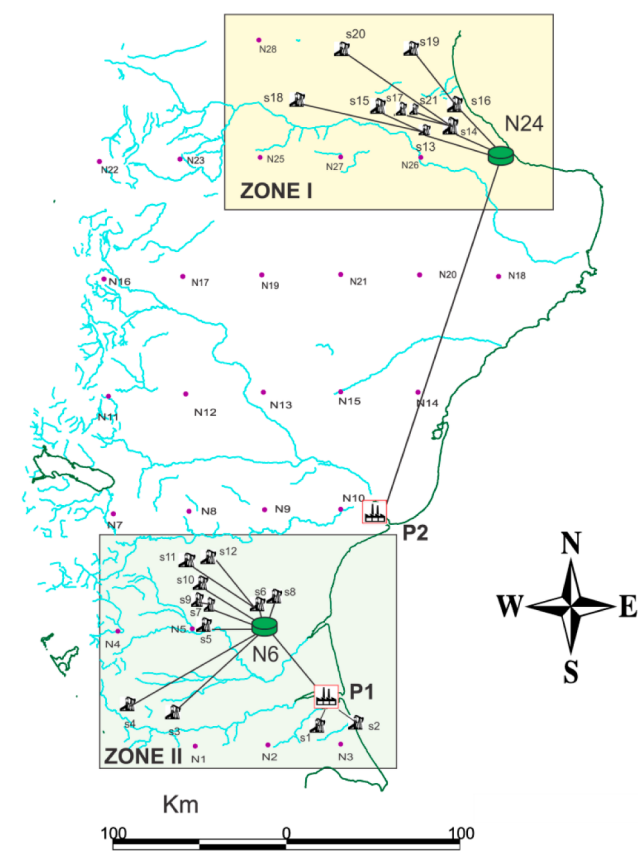 s20 s19
N28
s18 s15 s17 s21 s16
N24
s14
s13
N22 N23 N25 N27 N26
ZONE I
N16 N17 N19 N21 N20 N18
N11 N12 N13 N15 N14
N7 N8 N9 N10
P2
s11 s12
s10
s9 s6 s8
s7
N4 N5 s5
N6
P1
s4 s3 s1 s2
ZONE II
N1 N2 N3
N
W E
S
Km
100 0 100